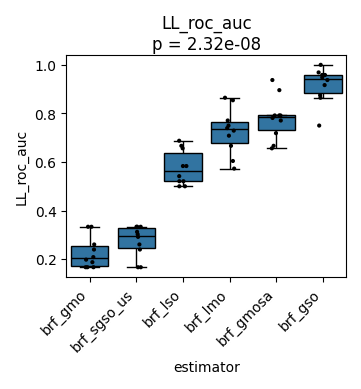 LL_roc_auc
p = 2.32e-08
LL_roc_auc
1.0
0.8
0.6
0.4
0.2
brf_gmo
brf_sgso_us
brf_lso
brf_lmo
brf_gmosa
brf_gso
estimator